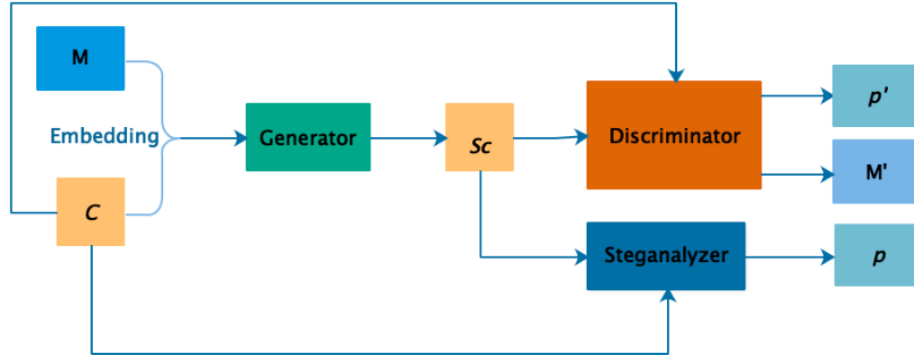 M
Embedding
C
Generator
Sc
Discriminator
p'
M'
Steganalyzer
p